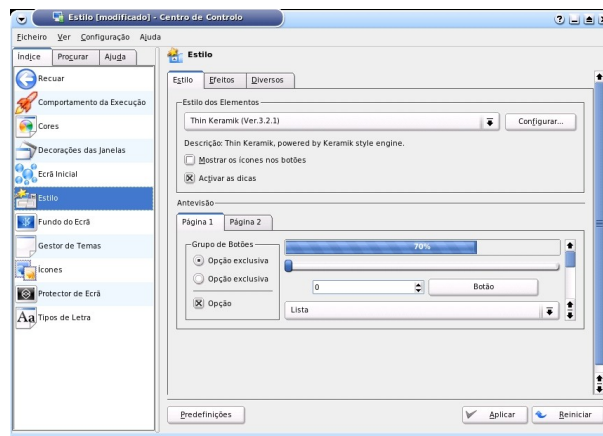 Estilo [modificado] - Centro de Controlo
Ficheiro Ver Configuração Ajuda
Índice Procurar Ajuda
Recuar
Comportamento da Execução
Cores
Decorações das Janelas
Ecrã Inicial
Estilo
Fundo do Ecrã
Gestor de Temas
Ícones
Protector de Ecrã
Tipos de Letra
Estilo
Estilo Efeitos Diversos
Estilo dos Elementos
Thin Keramik (Ver.3.2.1)
Configurar...
Descrição: Thin Keramik, powered by Keramik style engine.
Mostrar os ícones nos botões
Activar as dicas
Antevisão
Página 1 Página 2
Grupo de Botões
Opção exclusiva
Opção exclusiva
Opção
70%
0
Botão
Lista
Predefinições
Aplicar
Reiniciar